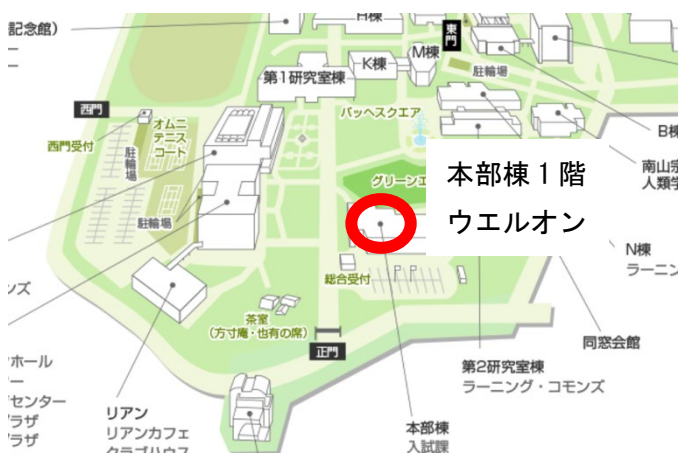 記念館）
H棟
東門
K棟
M棟
第1研究室棟
駐輪場
西門
オムニ
テニス
コート
パッヘスクエア
西門受付
駐輪場
B棟
南山宗
人類学
グリーンエ
本部棟１階
ウエルオン
駐輪場
N棟
ラーニン
総合受付
ンズ
茶室
（方寸庵・也有の席）
正門
同窓会館
第2研究室棟
ラーニング・コモンズ
ホール
ー
センター
ラザ
ラザ
リアン
リアンカフェ
クラブハウス
本部棟
入試課